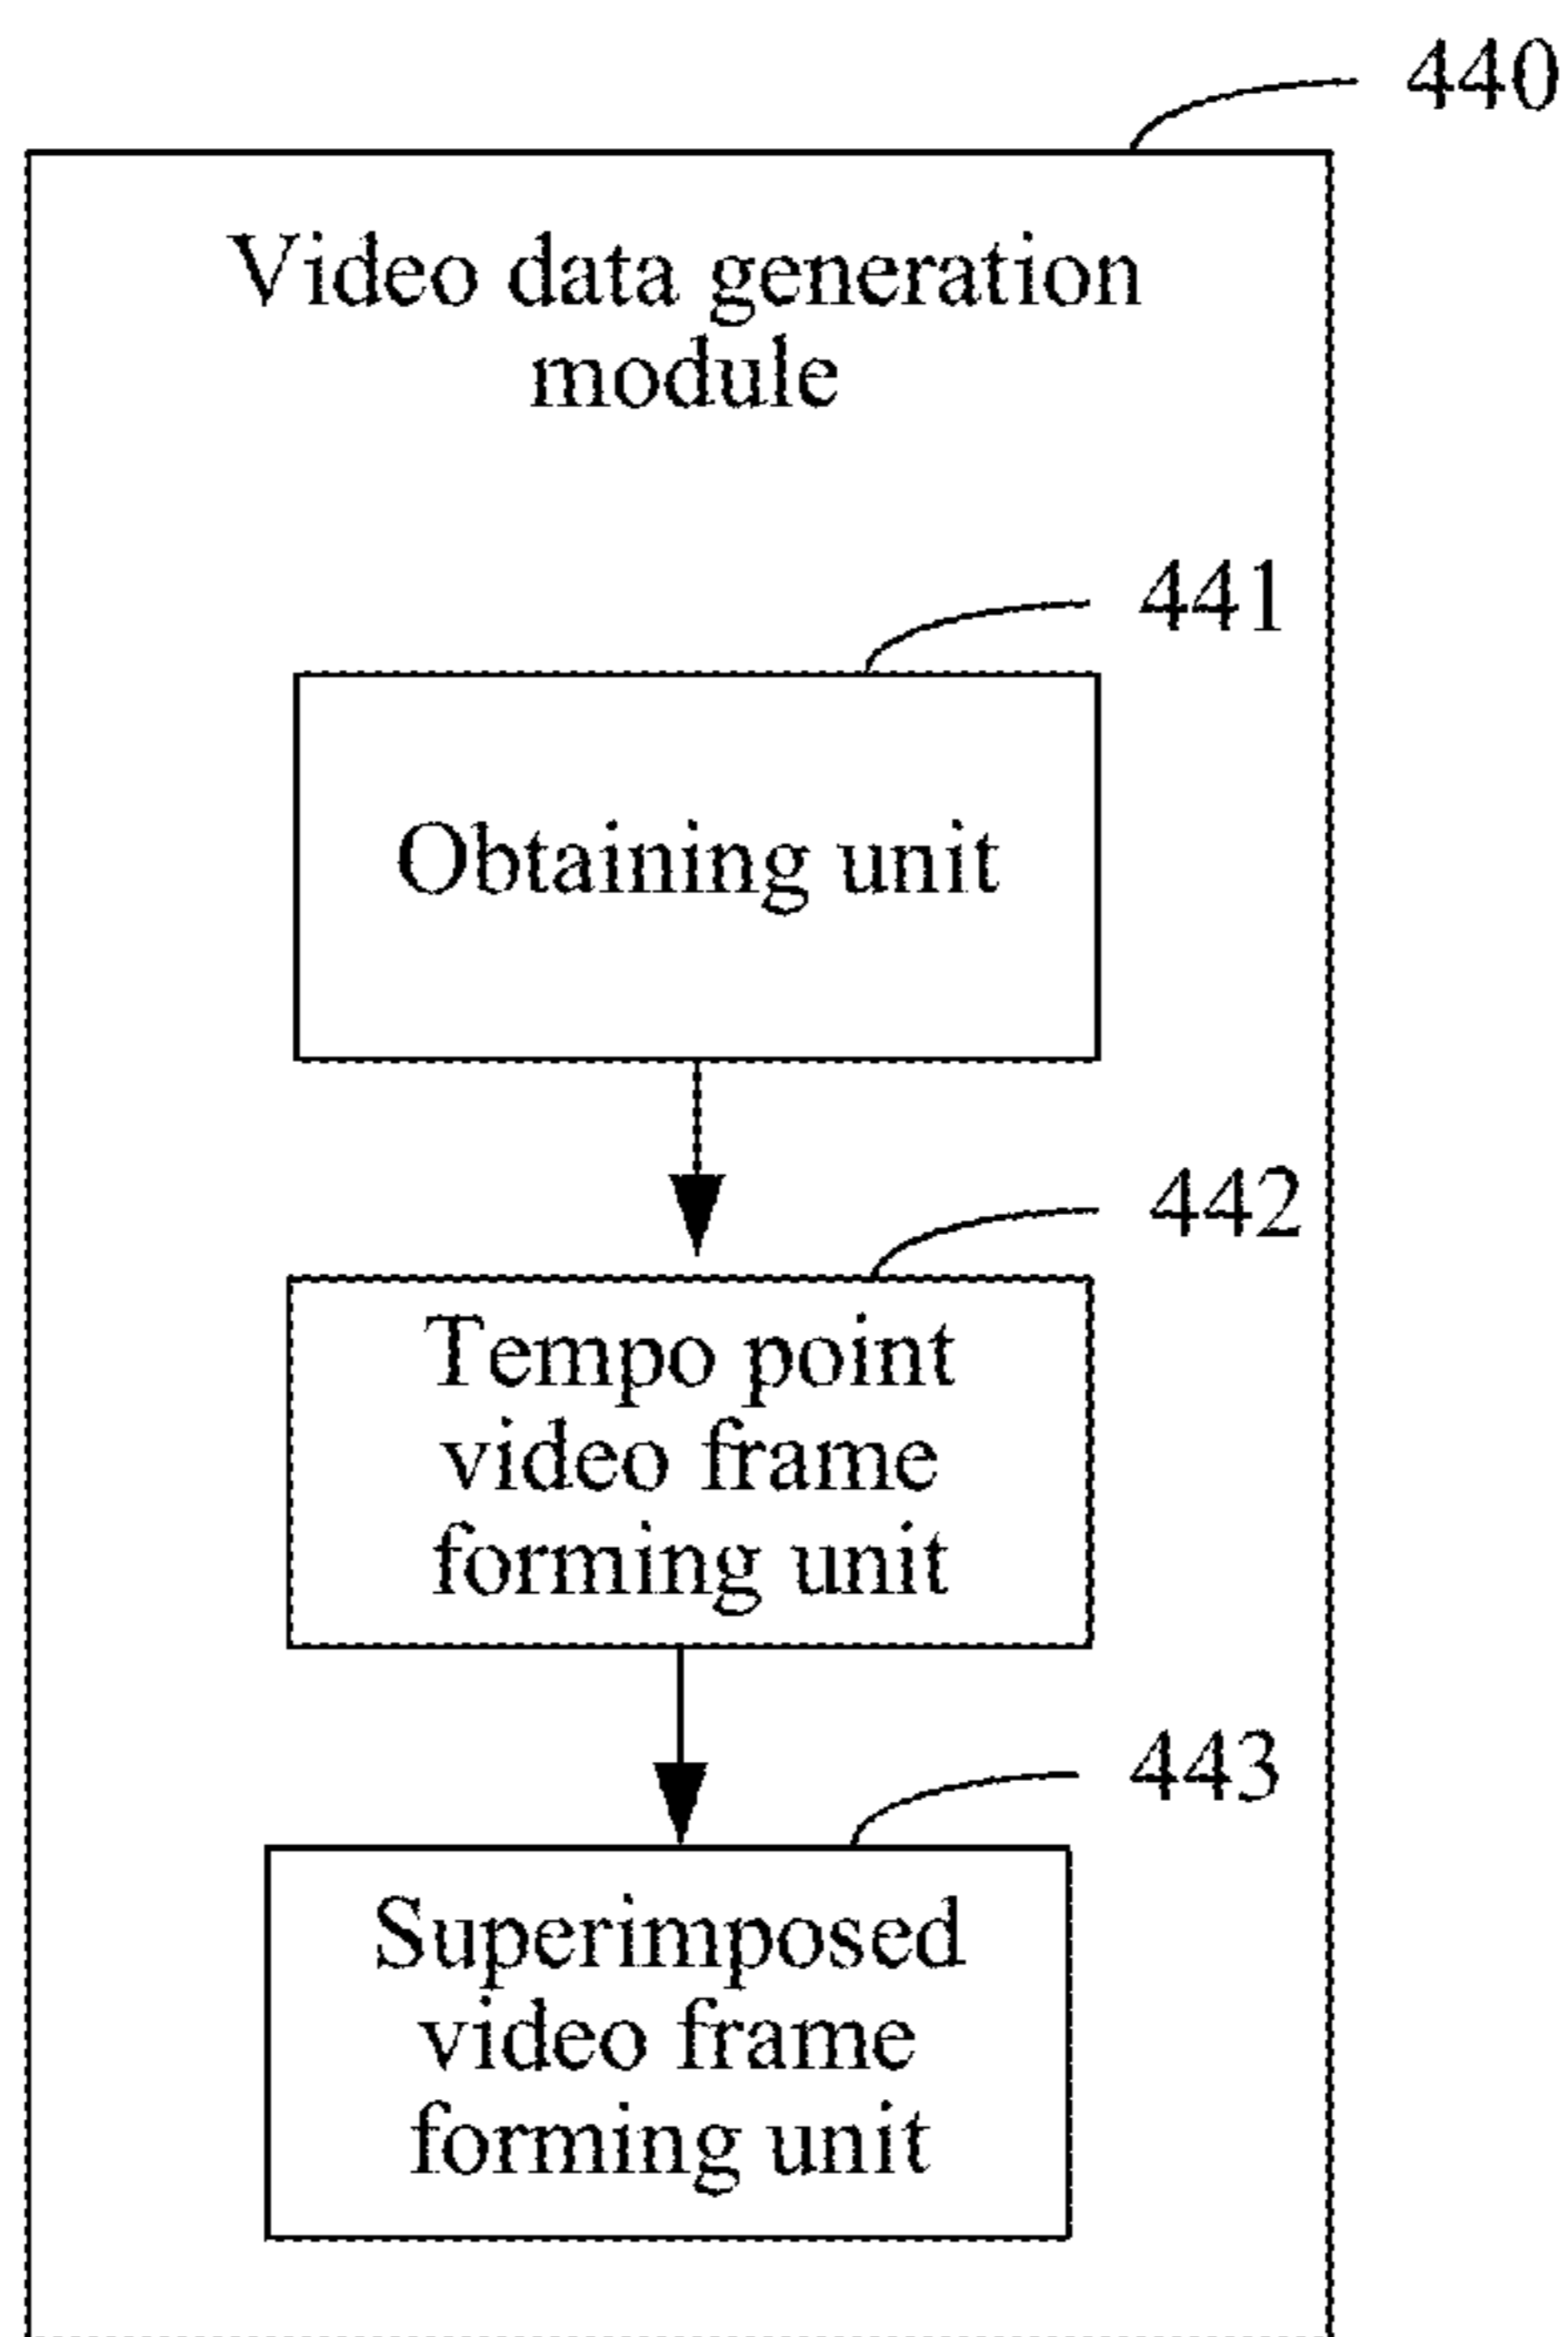 440
Video data generation
module
441
Obtaining unit
442
Tempo point
video frame
forming unit
443
Superimposed
video frame
forming unit